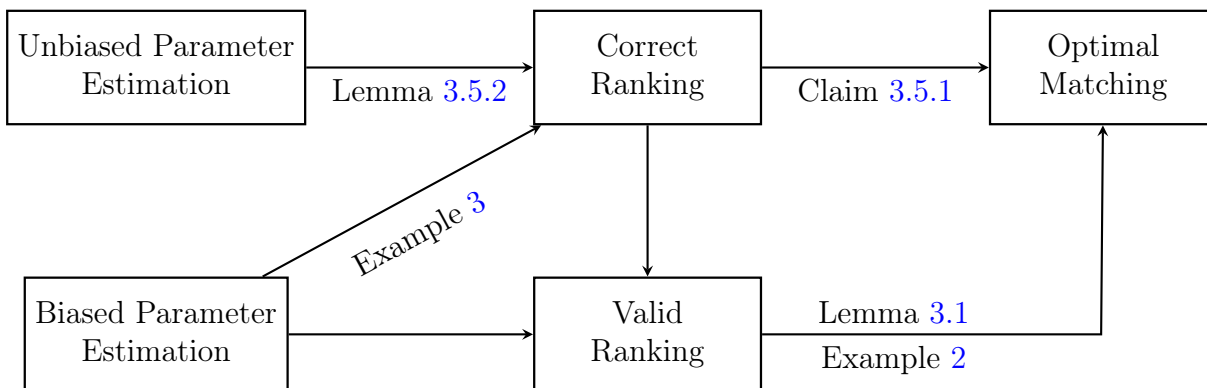 Unbiased Parameter
Estimation
Lemma 3.5.2
Correct
Ranking
Claim 3.5.1
Optimal
Matching
Example 3
Biased Parameter
Estimation
Valid
Ranking
Lemma 3.1
Example 2